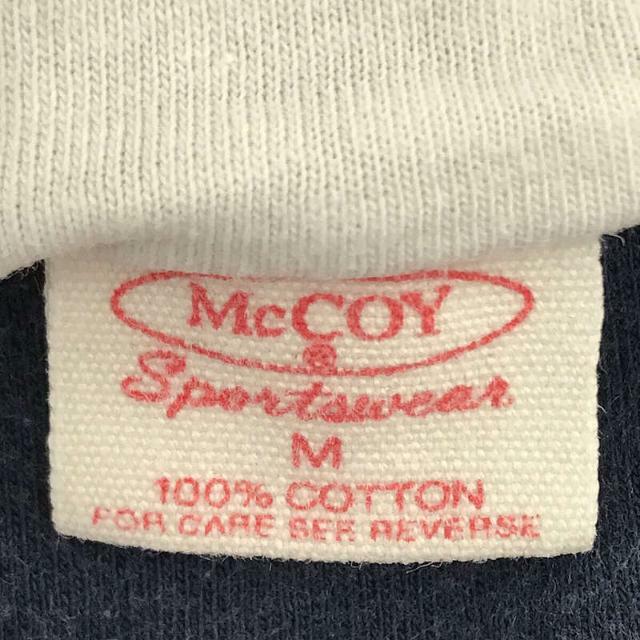 McCOY
®
Sportswear
M
100% COTTON
FOR CARE SEE REVERSE